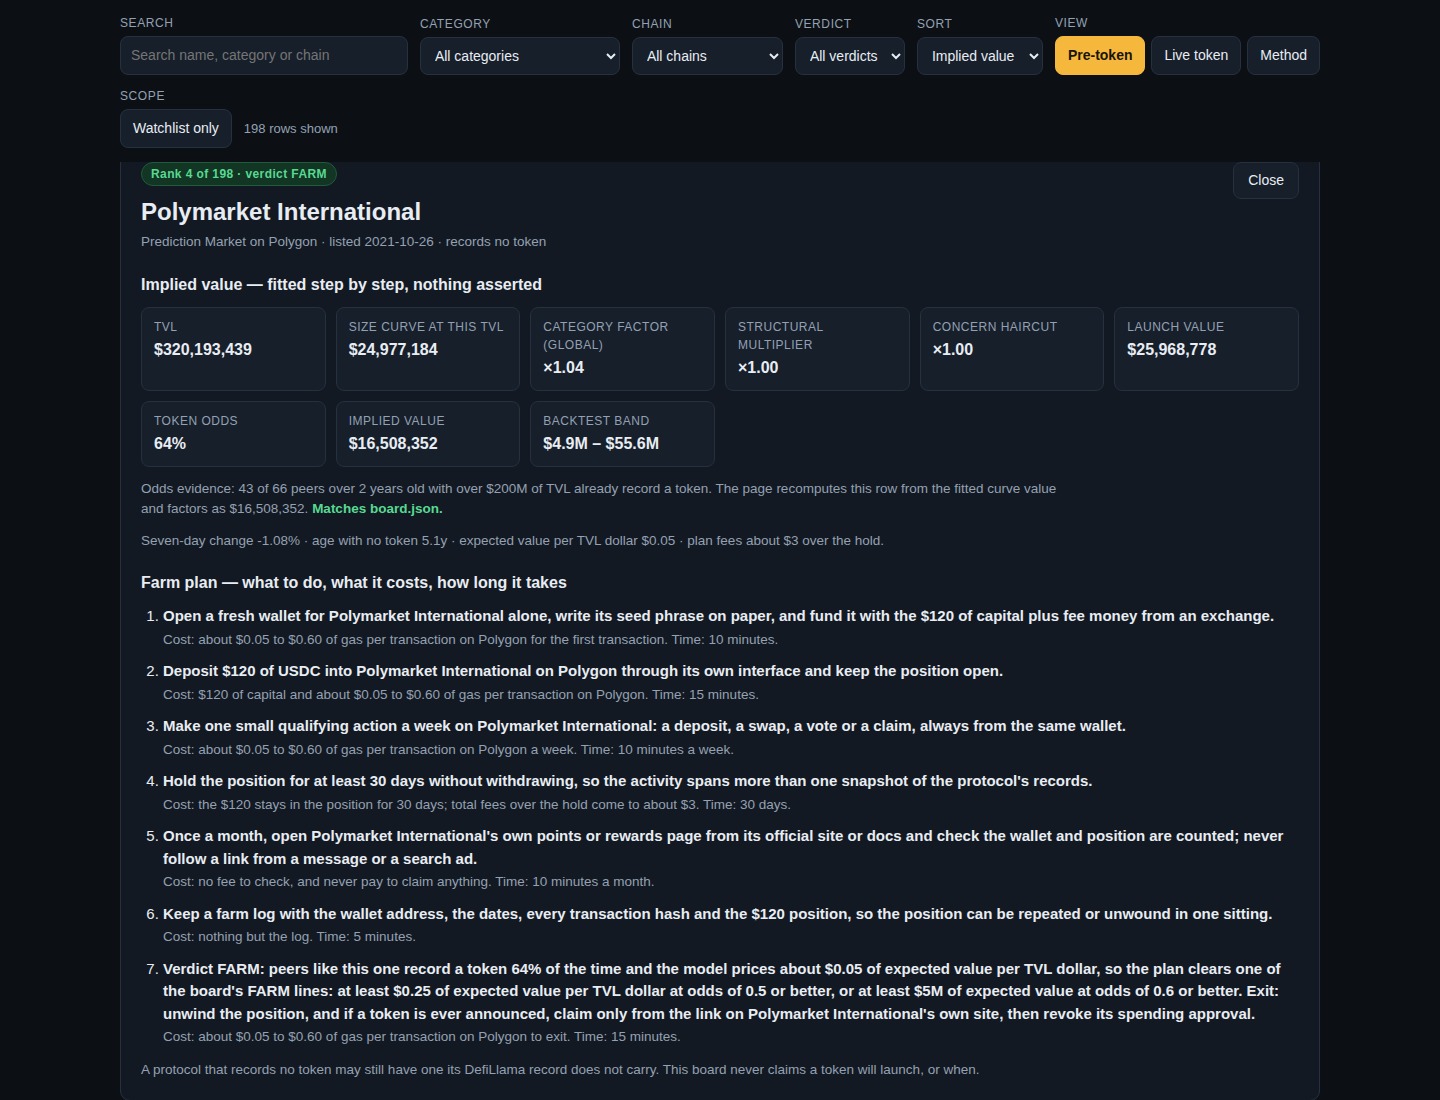 SEARCH
CATEGORY
CHAIN
VERDICT
SORT
VIEW
Search name, category or chain
All categories
All chains
All verdicts
Implied value
Pre-token
Live token
Method
SCOPE
Watchlist only
198 rows shown
Rank 4 of 198 · verdict FARM
Close
Polymarket International
Prediction Market on Polygon · listed 2021-10-26 · records no token
Implied value — fitted step by step, nothing asserted
TVL
$320,193,439
SIZE CURVE AT THIS TVL
$24,977,184
CATEGORY FACTOR
(GLOBAL)
×1.04
STRUCTURAL
MULTIPLIER
×1.00
CONCERN HAIRCUT
×1.00
LAUNCH VALUE
$25,968,778
TOKEN ODDS
64%
IMPLIED VALUE
$16,508,352
BACKTEST BAND
$4.9M – $55.6M
Odds evidence: 43 of 66 peers over 2 years old with over $200M of TVL already record a token. The page recomputes this row from the fitted curve value
and factors as $16,508,352. Matches board.json.
Seven-day change -1.08% · age with no token 5.1y · expected value per TVL dollar $0.05 · plan fees about $3 over the hold.
Farm plan — what to do, what it costs, how long it takes
1. Open a fresh wallet for Polymarket International alone, write its seed phrase on paper, and fund it with the $120 of capital plus fee money from an exchange.
Cost: about $0.05 to $0.60 of gas per transaction on Polygon for the first transaction. Time: 10 minutes.
2. Deposit $120 of USDC into Polymarket International on Polygon through its own interface and keep the position open.
Cost: $120 of capital and about $0.05 to $0.60 of gas per transaction on Polygon. Time: 15 minutes.
3. Make one small qualifying action a week on Polymarket International: a deposit, a swap, a vote or a claim, always from the same wallet.
Cost: about $0.05 to $0.60 of gas per transaction on Polygon a week. Time: 10 minutes a week.
4. Hold the position for at least 30 days without withdrawing, so the activity spans more than one snapshot of the protocol's records.
Cost: the $120 stays in the position for 30 days; total fees over the hold come to about $3. Time: 30 days.
5. Once a month, open Polymarket International's own points or rewards page from its official site or docs and check the wallet and position are counted; never
follow a link from a message or a search ad.
Cost: no fee to check, and never pay to claim anything. Time: 10 minutes a month.
6. Keep a farm log with the wallet address, the dates, every transaction hash and the $120 position, so the position can be repeated or unwound in one sitting.
Cost: nothing but the log. Time: 5 minutes.
7. Verdict FARM: peers like this one record a token 64% of the time and the model prices about $0.05 of expected value per TVL dollar, so the plan clears one of
the board's FARM lines: at least $0.25 of expected value per TVL dollar at odds of 0.5 or better, or at least $5M of expected value at odds of 0.6 or better. Exit:
unwind the position, and if a token is ever announced, claim only from the link on Polymarket International's own site, then revoke its spending approval.
Cost: about $0.05 to $0.60 of gas per transaction on Polygon to exit. Time: 15 minutes.
A protocol that records no token may still have one its DefiLlama record does not carry. This board never claims a token will launch, or when.